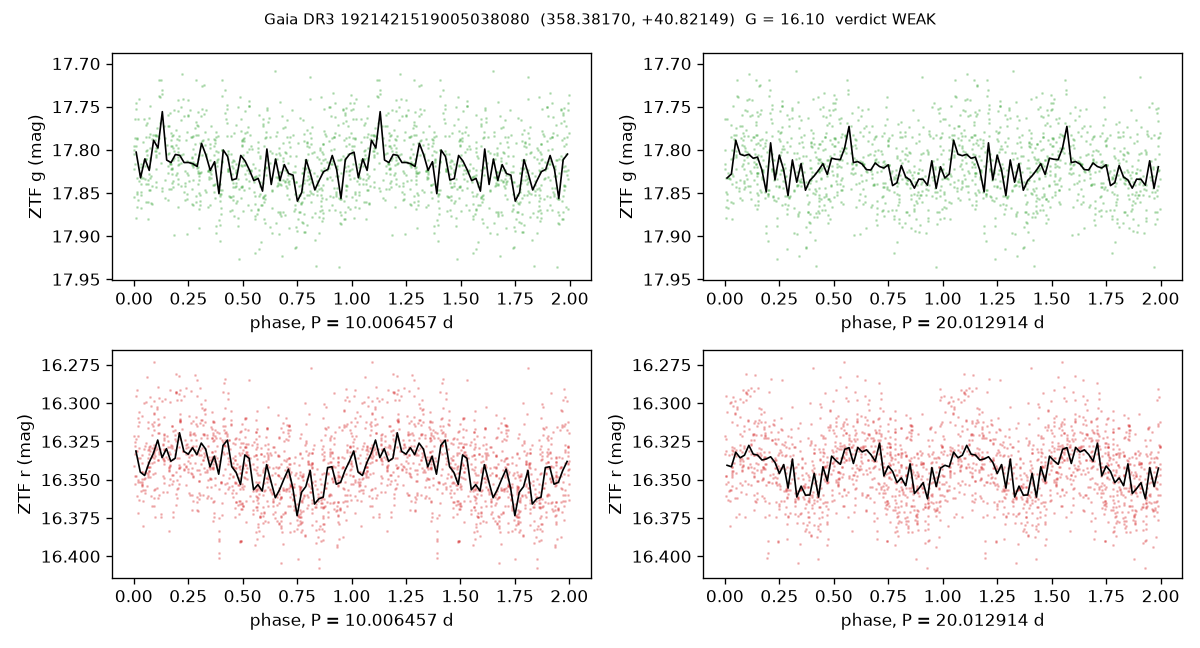 Gaia DR3 1921421519005038080  (358.38170, +40.82149)  G = 16.10  verdict WEAK
17.70
17.75
17.80
17.85
17.90
17.95
ZTF g (mag)
0.00 0.25 0.50 0.75 1.00 1.25 1.50 1.75 2.00
phase, P = 10.006457 d
17.70
17.75
17.80
17.85
17.90
17.95
ZTF g (mag)
0.00 0.25 0.50 0.75 1.00 1.25 1.50 1.75 2.00
phase, P = 20.012914 d
16.275
16.300
16.325
16.350
16.375
16.400
ZTF r (mag)
0.00 0.25 0.50 0.75 1.00 1.25 1.50 1.75 2.00
phase, P = 10.006457 d
16.275
16.300
16.325
16.350
16.375
16.400
ZTF r (mag)
0.00 0.25 0.50 0.75 1.00 1.25 1.50 1.75 2.00
phase, P = 20.012914 d